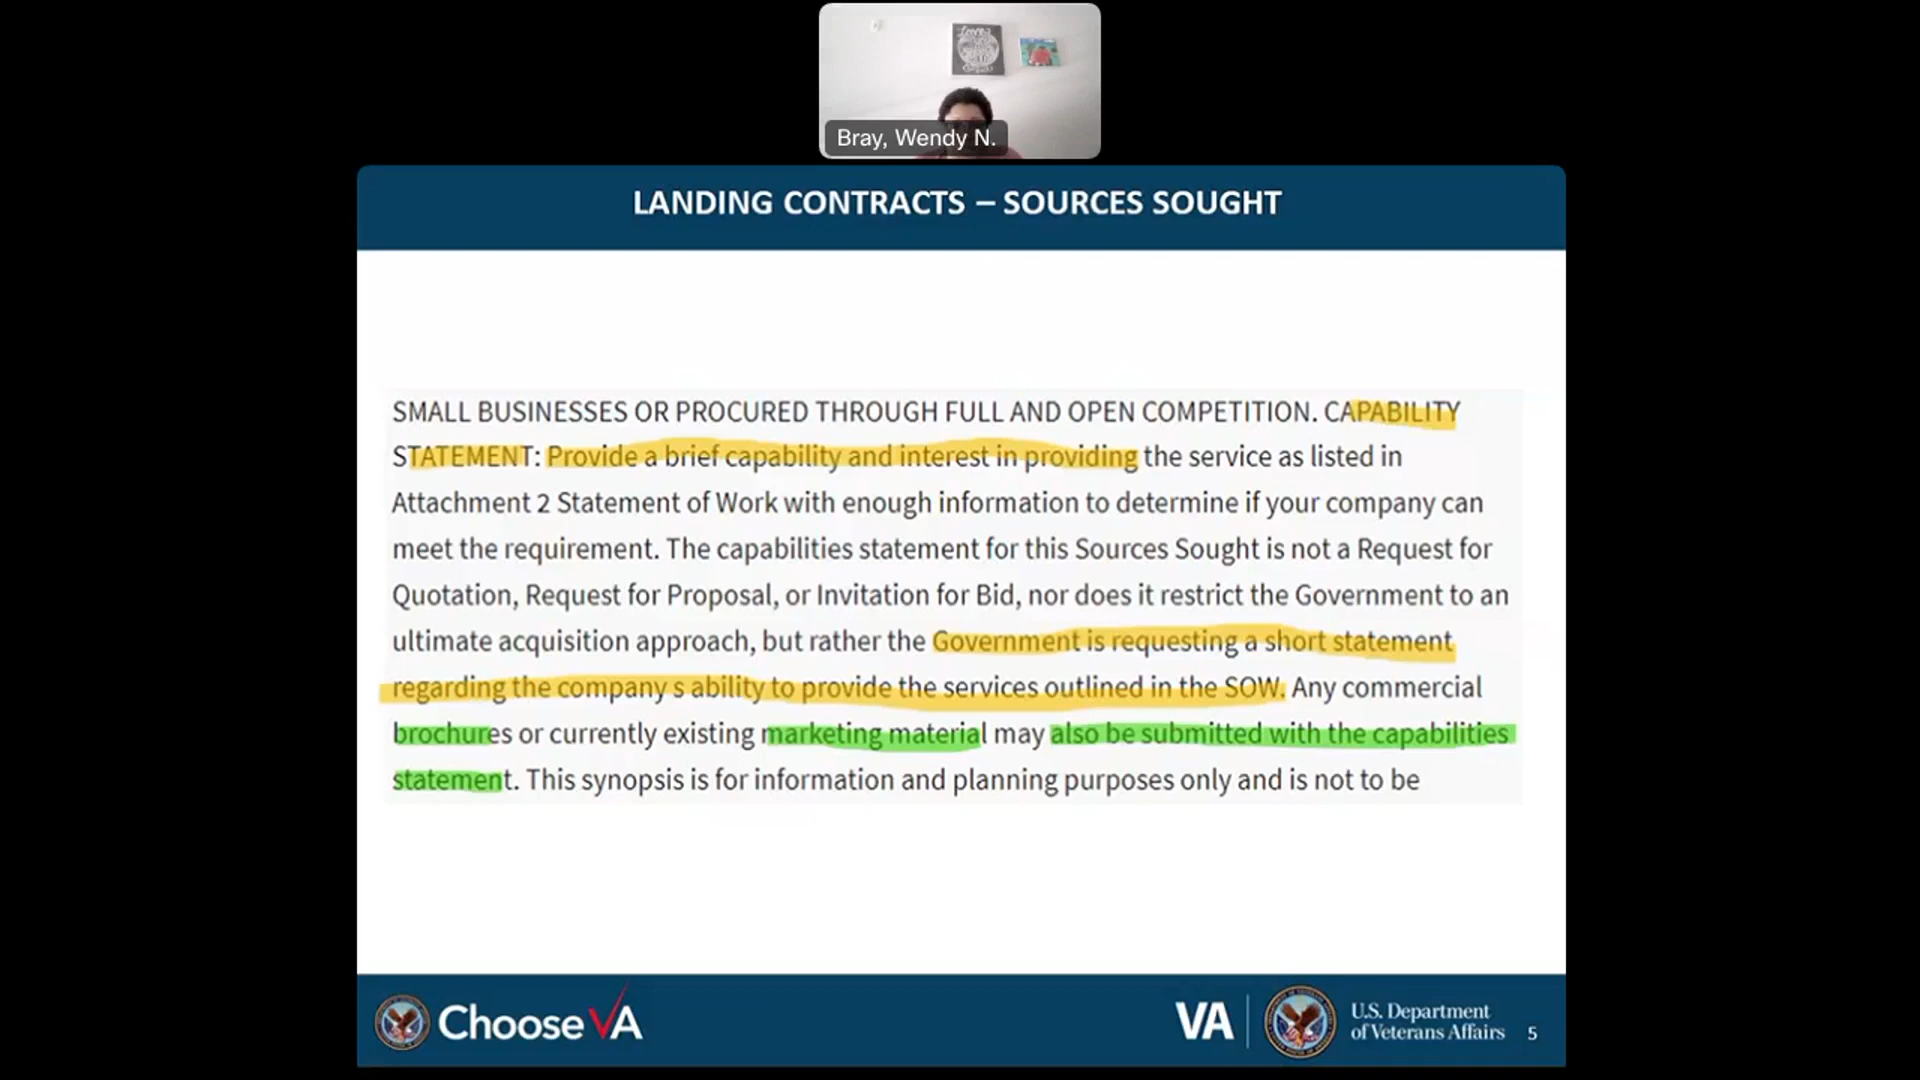 Love
Bray, Wendy N.
LANDING CONTRACTS – SOURCES SOUGHT
SMALL BUSINESSES OR PROCURED THROUGH FULL AND OPEN COMPETITION. CAPABILITY
STATEMENT: Provide a brief capability and interest in providing the service as listed in
Attachment 2 Statement of Work with enough information to determine if your company can
meet the requirement. The capabilities statement for this Sources Sought is not a Request for
Quotation, Request for Proposal, or Invitation for Bid, nor does it restrict the Government to an
ultimate acquisition approach, but rather the Government is requesting a short statement
regarding the company s ability to provide the services outlined in the SOW. Any commercial
brochures or currently existing marketing material may also be submitted with the capabilities
statement. This synopsis is for information and planning purposes only and is not to be
Choose VA
VA
U.S. Department
of Veterans Affairs
5